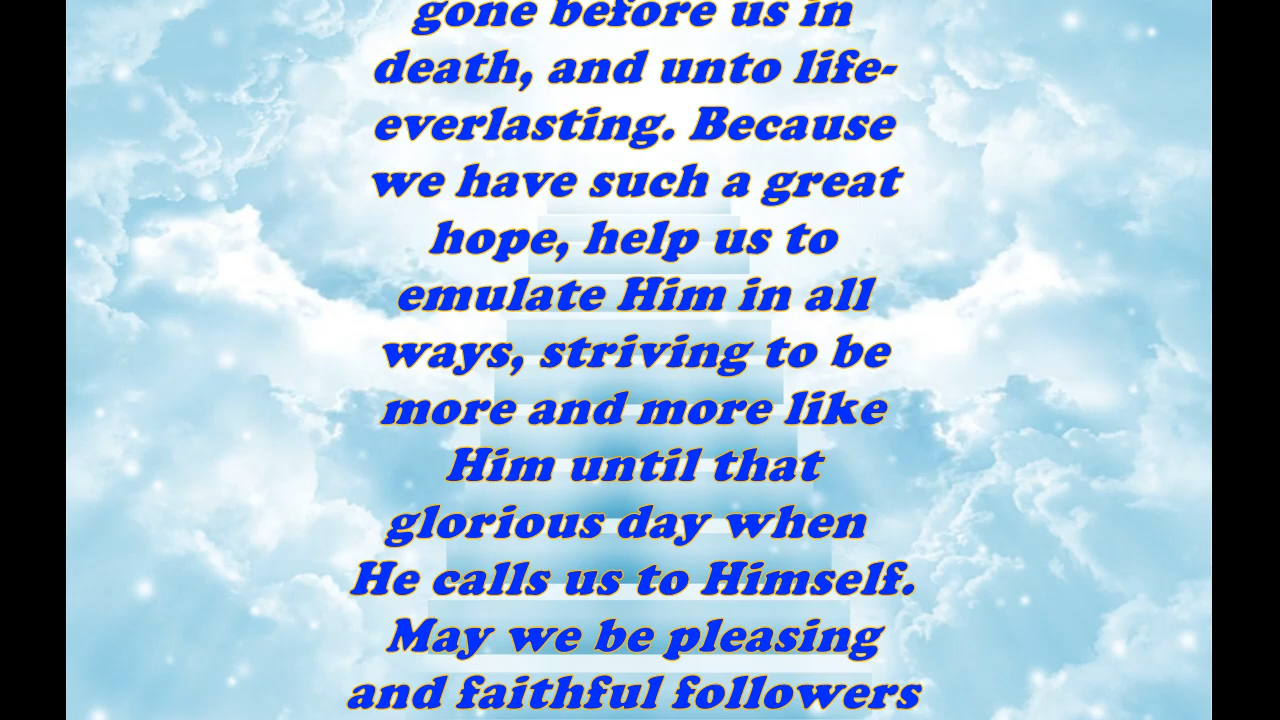 gone before us in
death, and unto life-
everlasting. Because
we have such a great
hope, help us to
emulate Him in all
ways, striving to be
more and more like
Him until that
glorious day when
He calls us to Himself.
May we be pleasing
and faithful followers